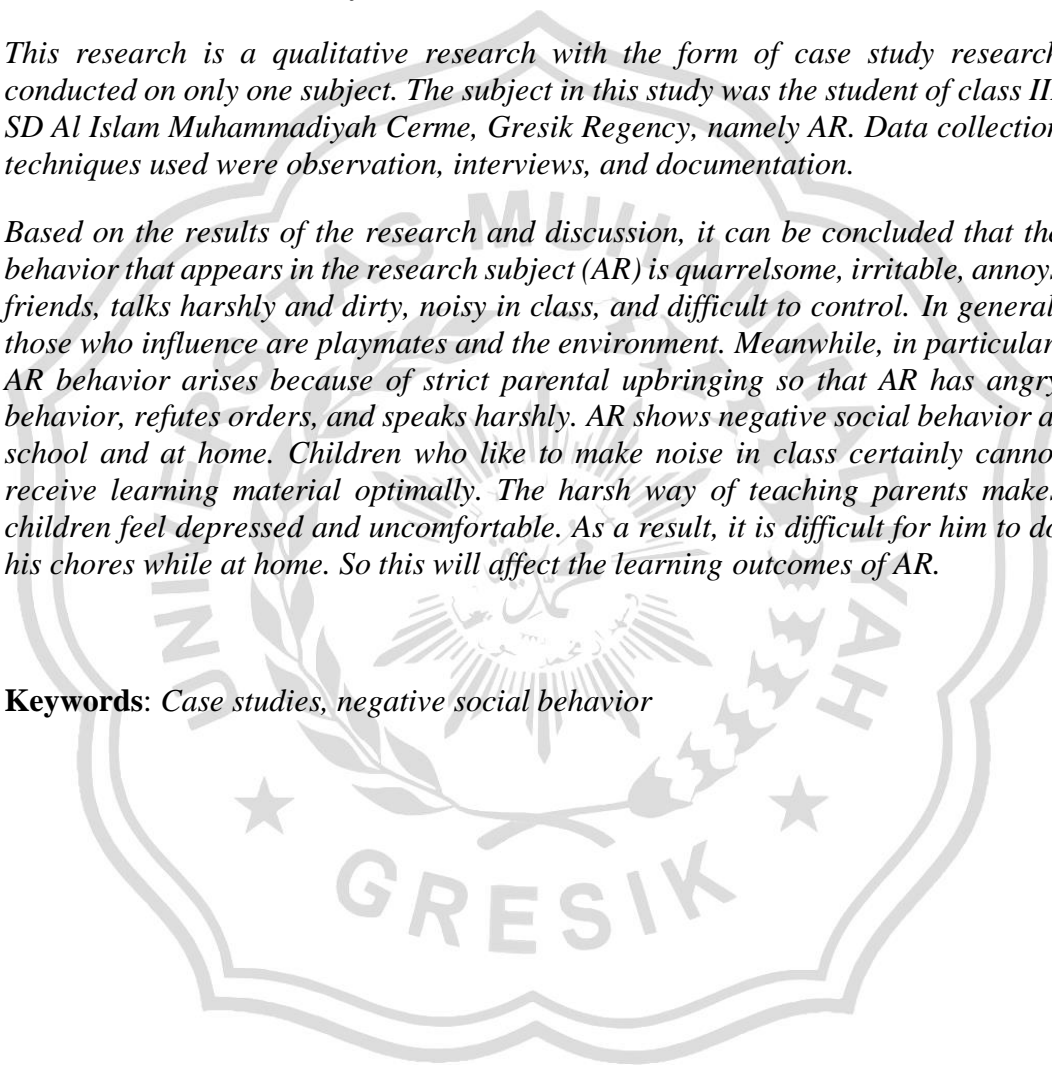 This research is a qualitative research with the form of case study research
conducted on only one subject. The subject in this study was the student of class III
SD Al Islam Muhammadiyah Cerme, Gresik Regency, namely AR. Data collection
techniques used were observation, interviews, and documentation.
Based on the results of the research and discussion, it can be concluded that the
behavior that appears in the research subject (AR) is quarrelsome, irritable, annoys
friends, talks harshly and dirty, noisy in class, and difficult to control. In general
those who influence are playmates and the environment. Meanwhile, in particular
AR behavior arises because of strict parental upbringing so that AR has angry
behavior, refutes orders, and speaks harshly. AR shows negative social behavior a
school and at home. Children who like to make noise in class certainly canno
receive learning material optimally. The harsh way of teaching parents makes
children feel depressed and uncomfortable. As a result, it is difficult for him to do
his chores while at home. So this will affect the learning outcomes of AR.
Keywords: Case studies, negative social behavior
UNIVERSITAS MUHAMMADIYAH
GRESIK